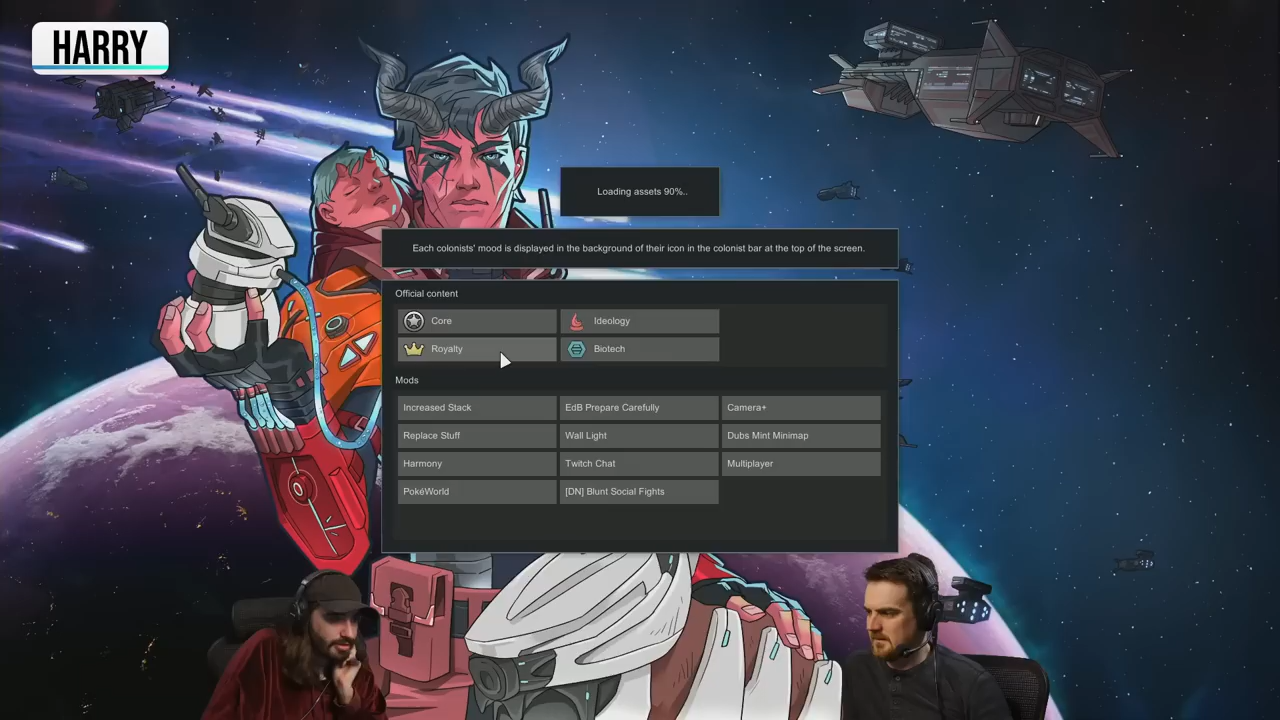 HARRY
Loading assets 90%..
Each colonists' mood is displayed in the background of their icon in the colonist bar at the top of the screen.
Official content
Core
Ideology
Royalty
Biotech
Mods
Increased Stack
EdB Prepare Carefully
Camera+
Replace Stuff
Wall Light
Dubs Mint Minimap
Harmony
Twitch Chat
Multiplayer
PokéWorld
[DN] Blunt Social Fights